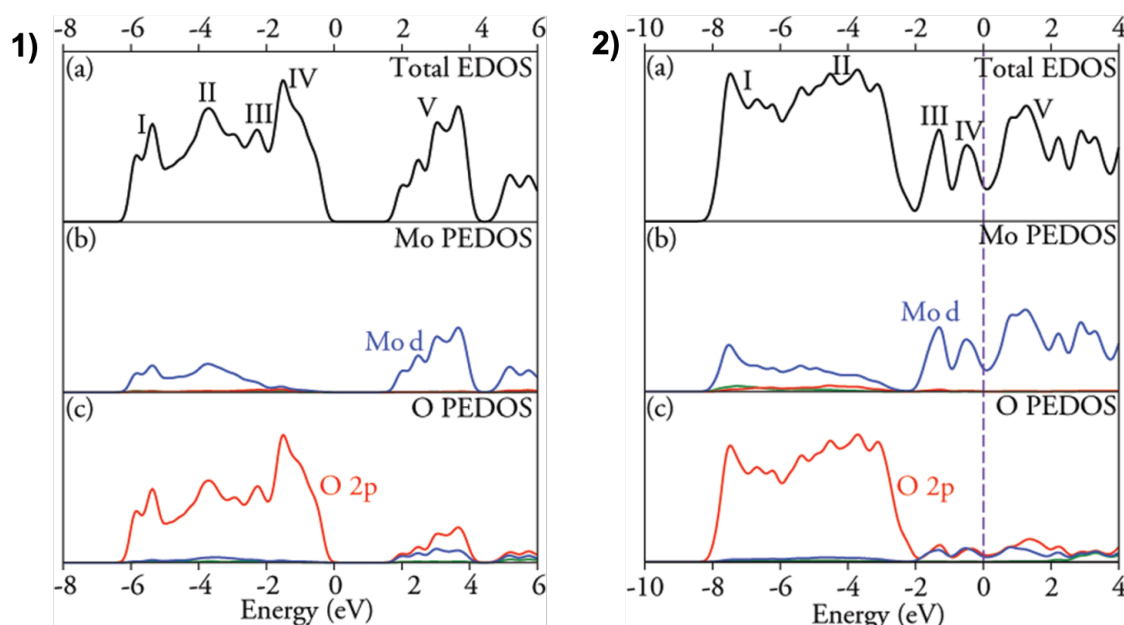 1)
-8 -6 -4 -2 0 2 4 6
(a) Total EDOS
I II III IV V
(b) Mo PEDOS
Mo d
(c) O PEDOS
O 2p
-8 -6 -4 -2 0 2 4 6
Energy (eV)
2)
-10 -8 -6 -4 -2 0 2 4
(a) Total EDOS
I II III IV V
(b) Mo PEDOS
Mo d
(c) O PEDOS
O 2p
-10 -8 -6 -4 -2 0 2 4
Energy (eV)